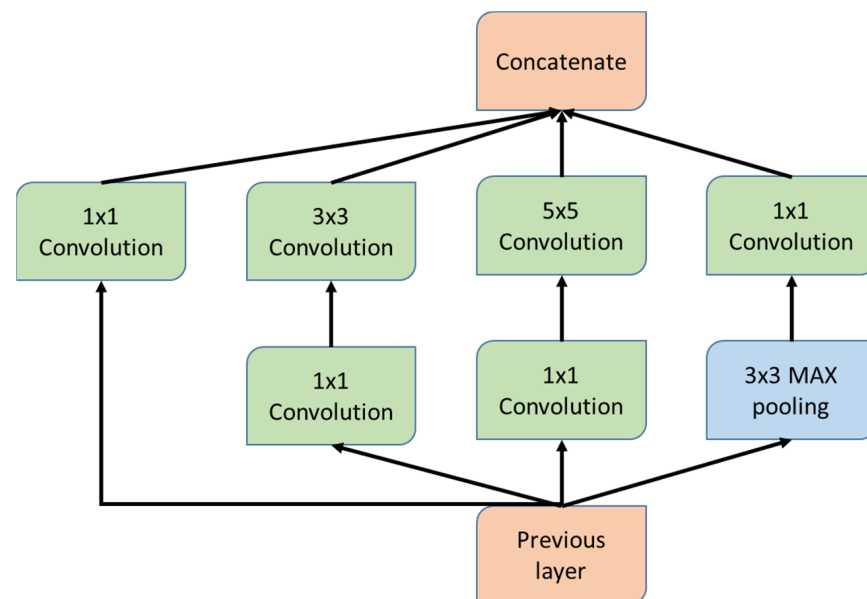 Concatenate
1x1
Convolution
3x3
Convolution
5x5
Convolution
1x1
Convolution
1x1
Convolution
1x1
Convolution
3x3 MAX
pooling
Previous
layer